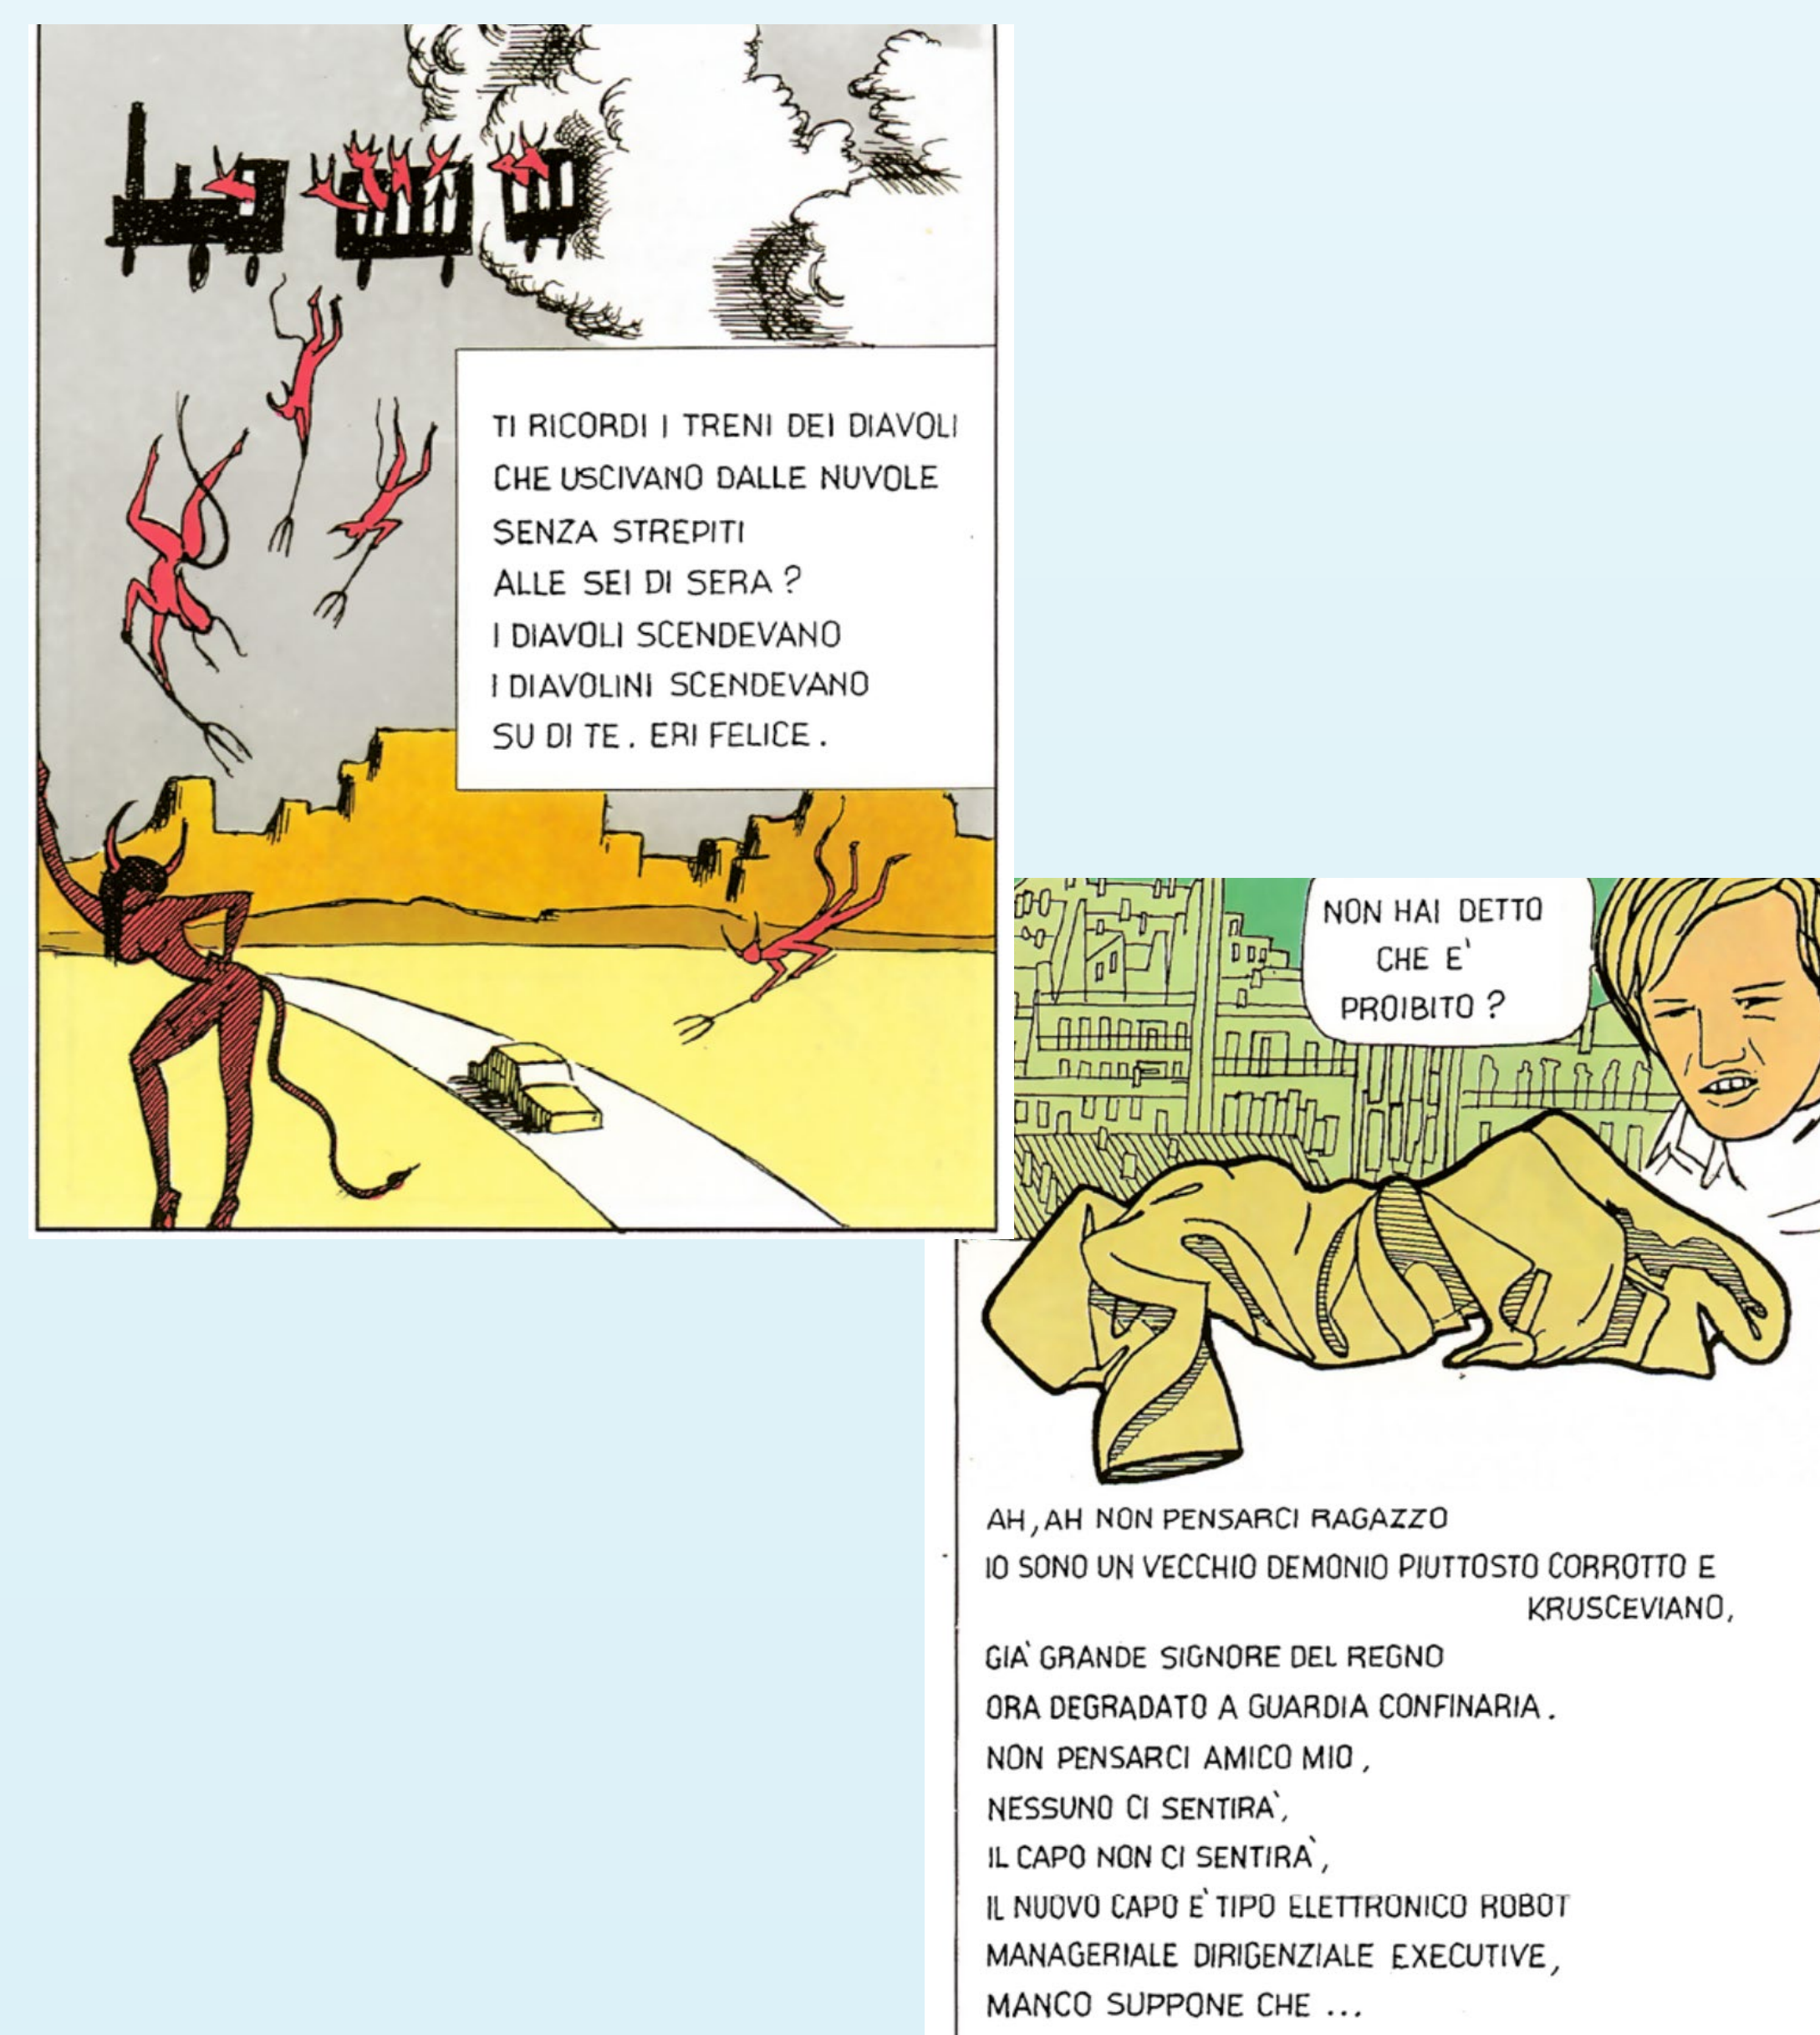 TI RICORDI I TRENI DEI DIAVOLI
CHE USCIVANO DALLE NUVOLE
SENZA STREPITI
ALLE SEI DI SERA?
I DIAVOLI SCENDEVANO
I DIAVOLINI SCENDEVANO
SU DI TE. ERI FELICE.
NON HAI DETTO
CHE E'
PROIBITO?
AH, AH NON PENSARCI RAGAZZO
IO SONO UN VECCHIO DEMONIO PIUTTOSTO CORROTTO E
KRUSCEVIANO,
GIA' GRANDE SIGNORE DEL REGNO
ORA DEGRADATO A GUARDIA CONFINARIA.
NON PENSARCI AMICO MIO,
NESSUNO CI SENTIRA',
IL CAPO NON CI SENTIRA',
IL NUOVO CAPO E' TIPO ELETTRONICO ROBOT
MANAGERIALE DIRIGENZIALE EXECUTIVE,
MANCO SUPPONE CHE ...